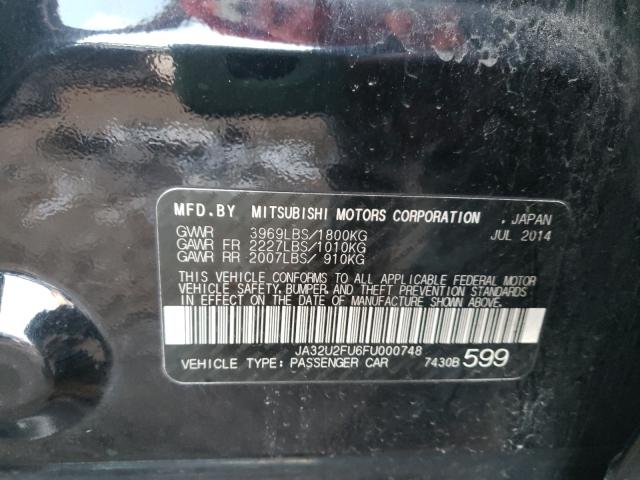 MFD.BY MITSUBISHI MOTORS CORPORATION , JAPAN
GVWR 3969LBS/1800KG JUL 2014
GAWR FR 2227LBS/1010KG
GAWR RR 2007LBS/ 910KG
THIS VEHICLE CONFORMS TO ALL APPLICABLE FEDERAL MOTOR
VEHICLE SAFETY, BUMPER, AND THEFT PREVENTION STANDARDS
IN EFFECT ON THE DATE OF MANUFACTURE SHOWN ABOVE.
JA32U2FU6FU000748
VEHICLE TYPE: PASSENGER CAR 7430B 599